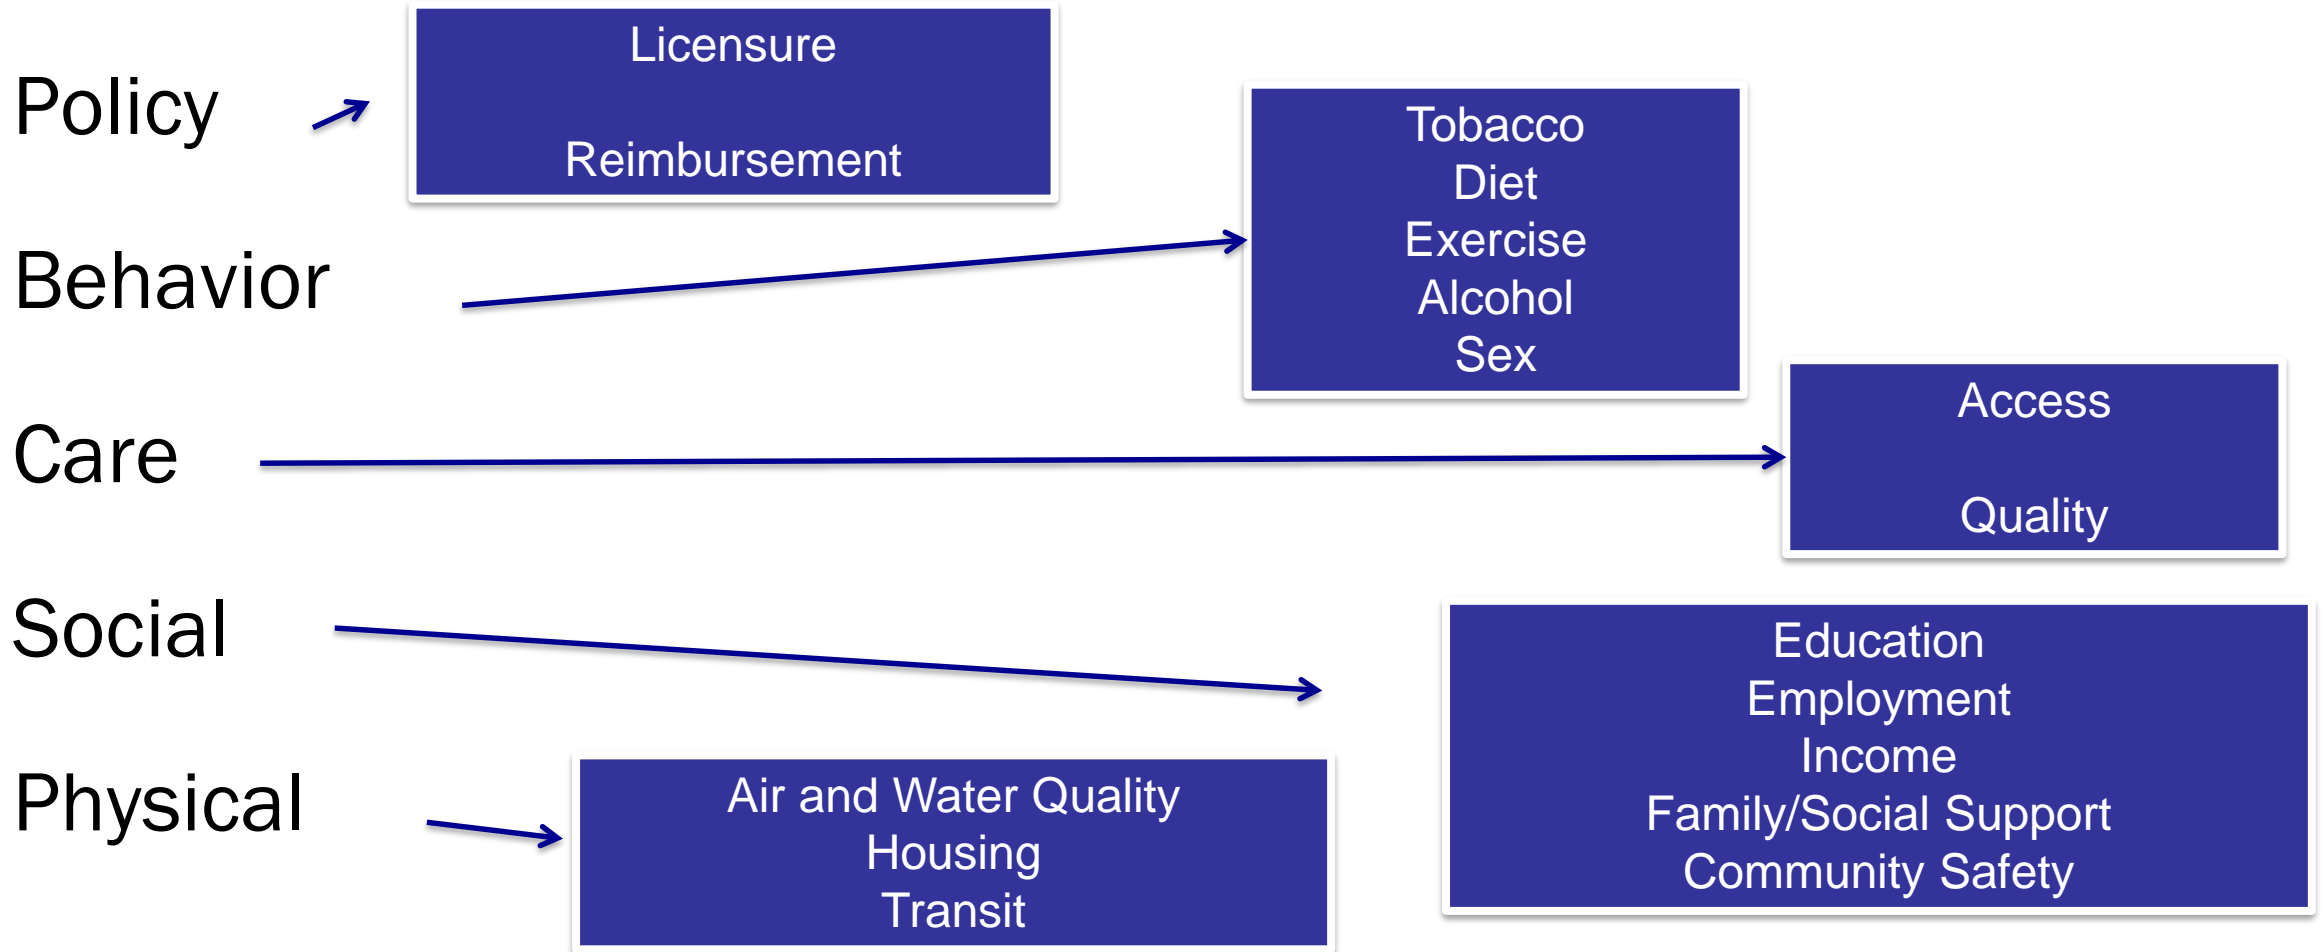 Policy
Licensure
Reimbursement
Behavior
Tobacco
Diet
Exercise
Alcohol
Sex
Care
Access
Quality
Social
Education
Employment
Income
Family/Social Support
Community Safety
Physical
Air and Water Quality
Housing
Transit